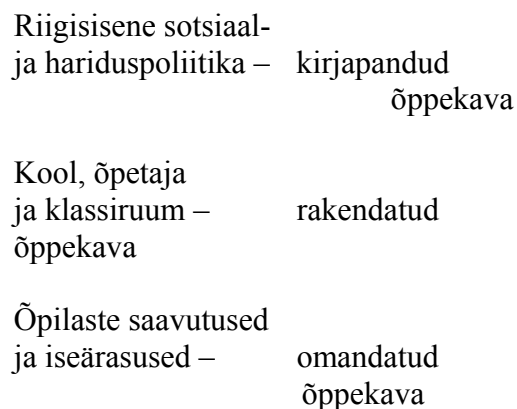 Riigisisene sotsiaal-
ja hariduspoliitika – kirjapandud
õppekava
Kool, õpetaja
ja klassiruum – rakendatud
õppekava
Õpilaste saavutused
ja iseärasused – omandatud
õppekava